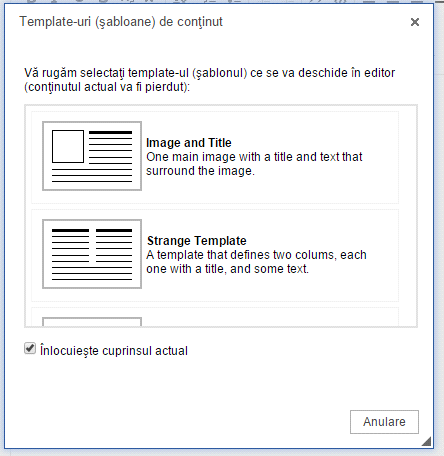 Template-uri (şabloane) de conţinut
Vă rugăm selectaţi template-ul (şablonul) ce se va deschide în editor
(conţinutul actual va fi pierdut):
Image and Title
One main image with a title and text that
surround the image.
Strange Template
A template that defines two colums, each
one with a title, and some text.
Înlocuieşte cuprinsul actual
Anulare